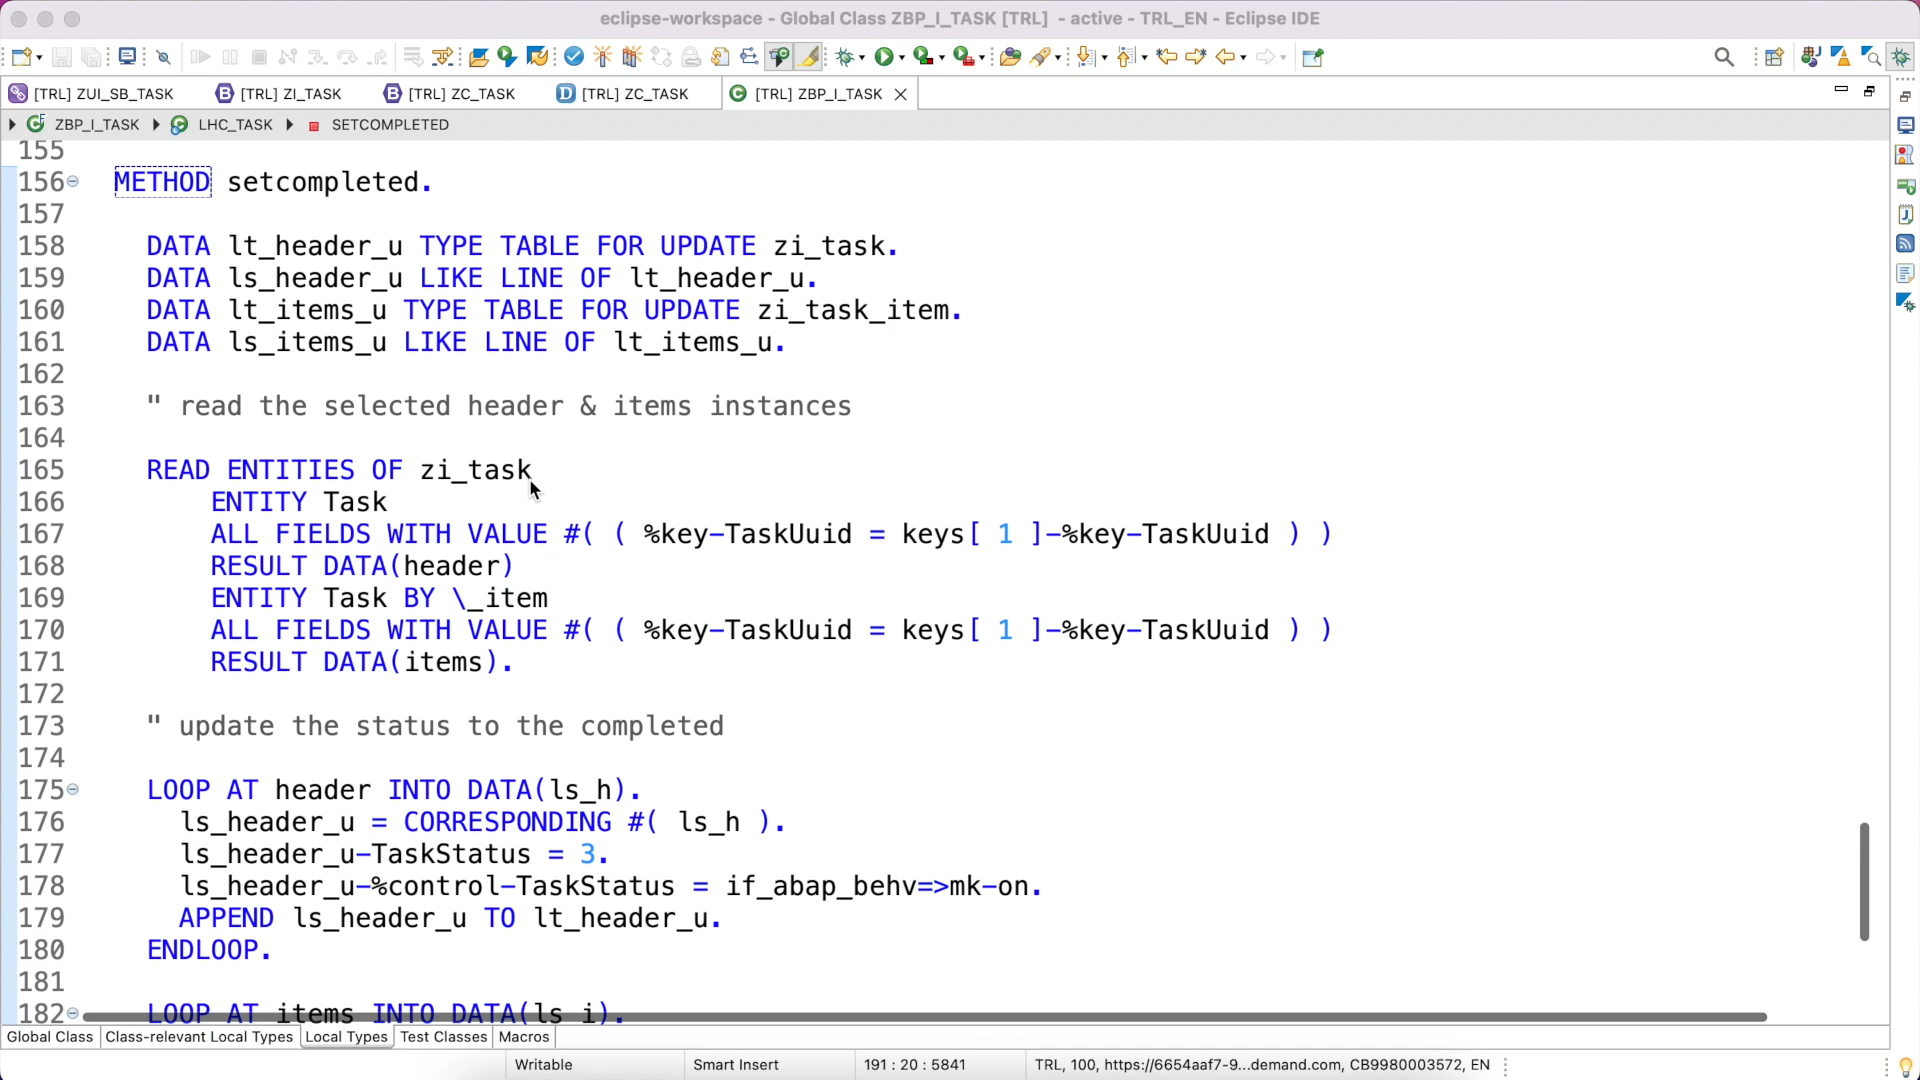 eclipse-workspace - Global Class ZBP_I_TASK [TRL] - active - TRL_EN - Eclipse IDE
[TRL] ZUI_SB_TASK [TRL] ZI_TASK [TRL] ZC_TASK [TRL] ZC_TASK [TRL] ZBP_I_TASK
ZBP_I_TASK LHC_TASK SETCOMPLETED
155
156 METHOD setcompleted.
157
158 DATA lt_header_u TYPE TABLE FOR UPDATE zi_task.
159 DATA ls_header_u LIKE LINE OF lt_header_u.
160 DATA lt_items_u TYPE TABLE FOR UPDATE zi_task_item.
161 DATA ls_items_u LIKE LINE OF lt_items_u.
162
163 " read the selected header & items instances
164
165 READ ENTITIES OF zi_task
166 ENTITY Task
167 ALL FIELDS WITH VALUE #( ( %key-TaskUuid = keys[ 1 ]-%key-TaskUuid ) )
168 RESULT DATA(header)
169 ENTITY Task BY \_item
170 ALL FIELDS WITH VALUE #( ( %key-TaskUuid = keys[ 1 ]-%key-TaskUuid ) )
171 RESULT DATA(items).
172
173 " update the status to the completed
174
175 LOOP AT header INTO DATA(ls_h).
176 ls_header_u = CORRESPONDING #( ls_h ).
177 ls_header_u-TaskStatus = 3.
178 ls_header_u-%control-TaskStatus = if_abap_behv=>mk-on.
179 APPEND ls_header_u TO lt_header_u.
180 ENDLOOP.
181
182 LOOP AT items INTO DATA(ls_i).
Global Class Class-relevant Local Types Local Types Test Classes Macros
Writable Smart Insert 191 : 20 : 5841 TRL, 100, https://6654aaf7-9...demand.com, CB9980003572, EN